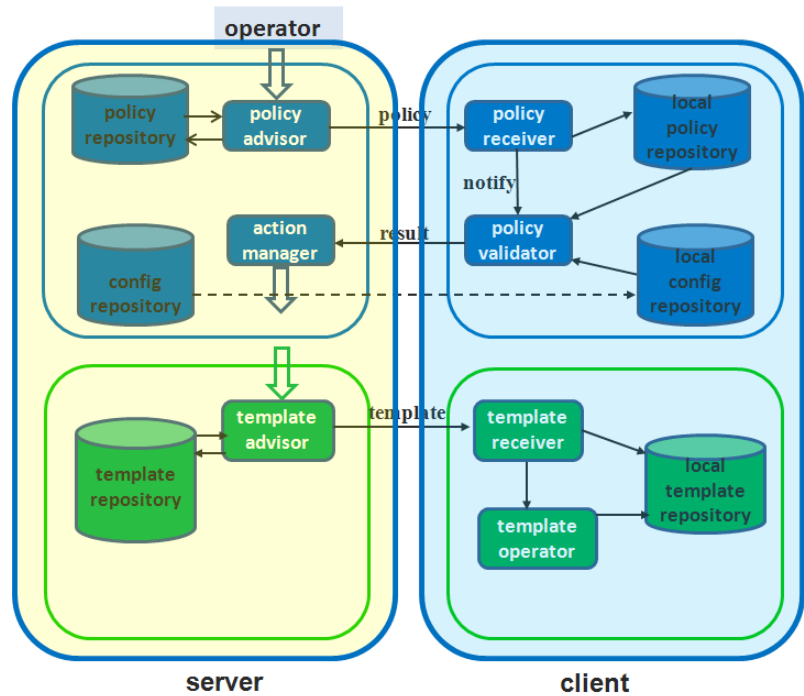 operator
policy
repository
policy
advisor
policy
policy
receiver
local
policy
repository
notify
action
manager
result
policy
validator
config
repository
local
config
repository
template
advisor
template
template
receiver
template
repository
local
template
repository
template
operator
server
client